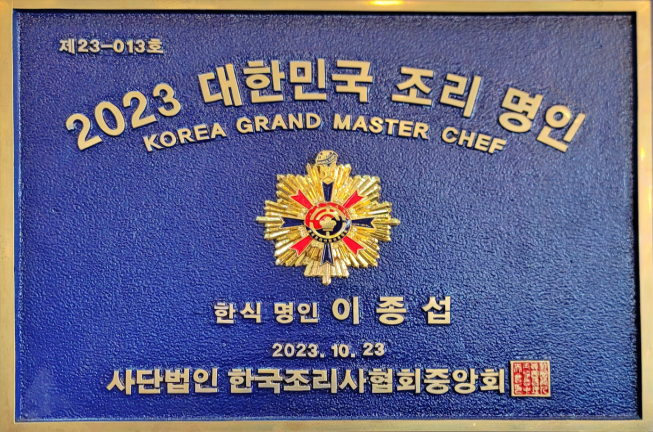 제23-013호
2023 대한민국 조리 명인
KOREA GRAND MASTER CHEF
한식 명인 이종섭
2023. 10. 23
사단법인 한국조리사협회중앙회